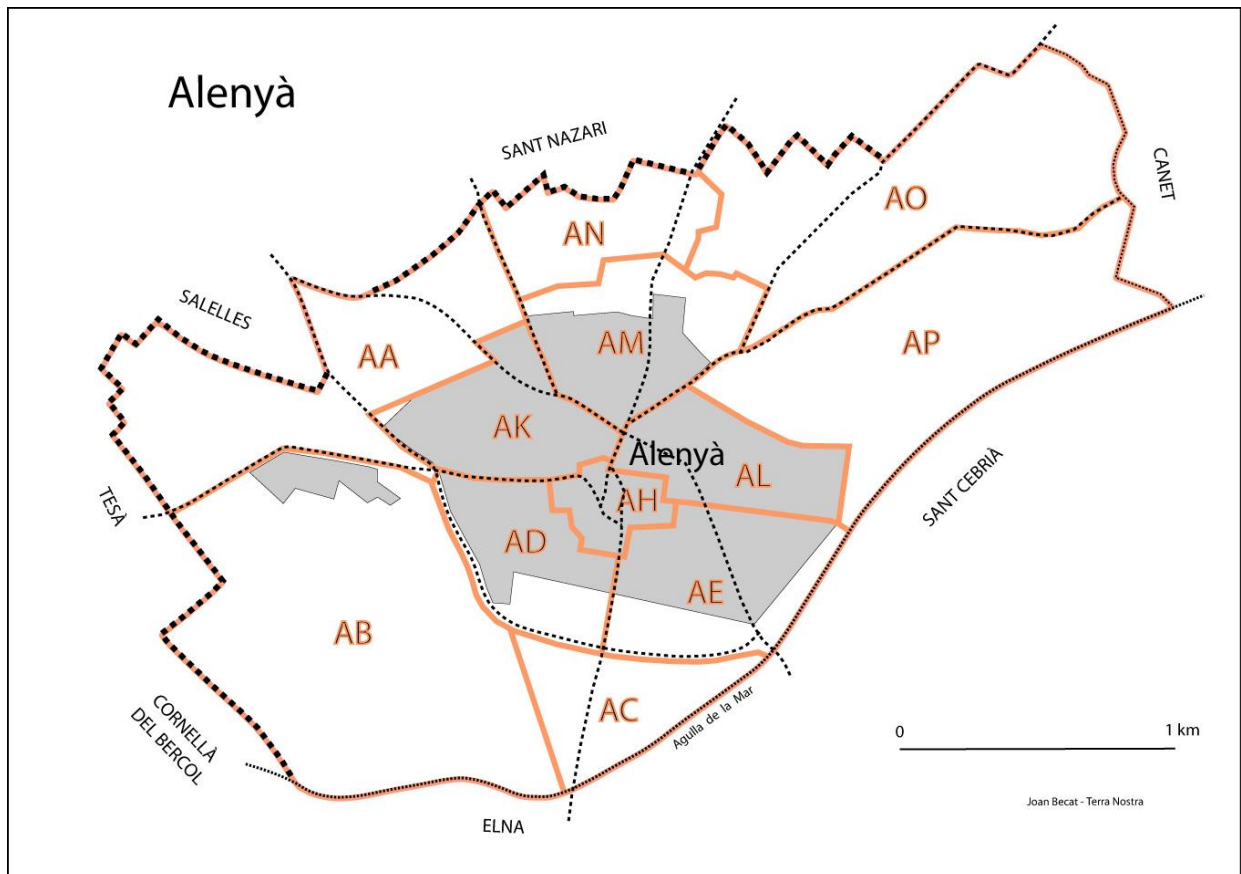 Alenyà
SANT NAZARI
CANET
AO
AN
SALELLES
AA
AM
AP
AK
Alenyà
AL
SANT CEBRIÀ
TESÀ
AH
AD
AE
AB
AC
Agulla de la Mar
CORNELLÀ
DEL BERCOL
0
1 km
Joan Becat - Terra Nostra
ELNA